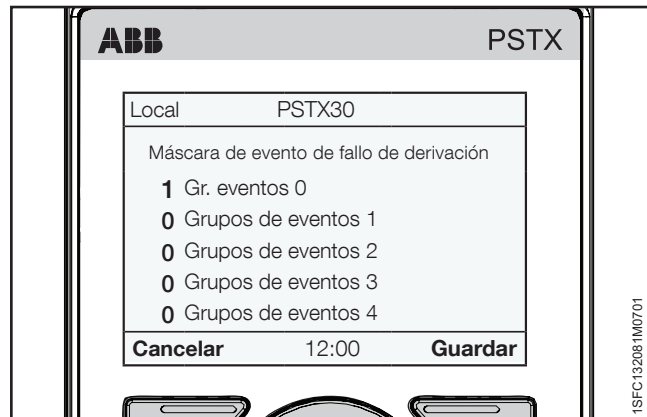 ABB PSTX
Local PSTX30
Máscara de evento de fallo de derivación
1 Gr. eventos 0
0 Grupos de eventos 1
0 Grupos de eventos 2
0 Grupos de eventos 3
0 Grupos de eventos 4
Cancelar 12:00 Guardar
1SFC132081M0701